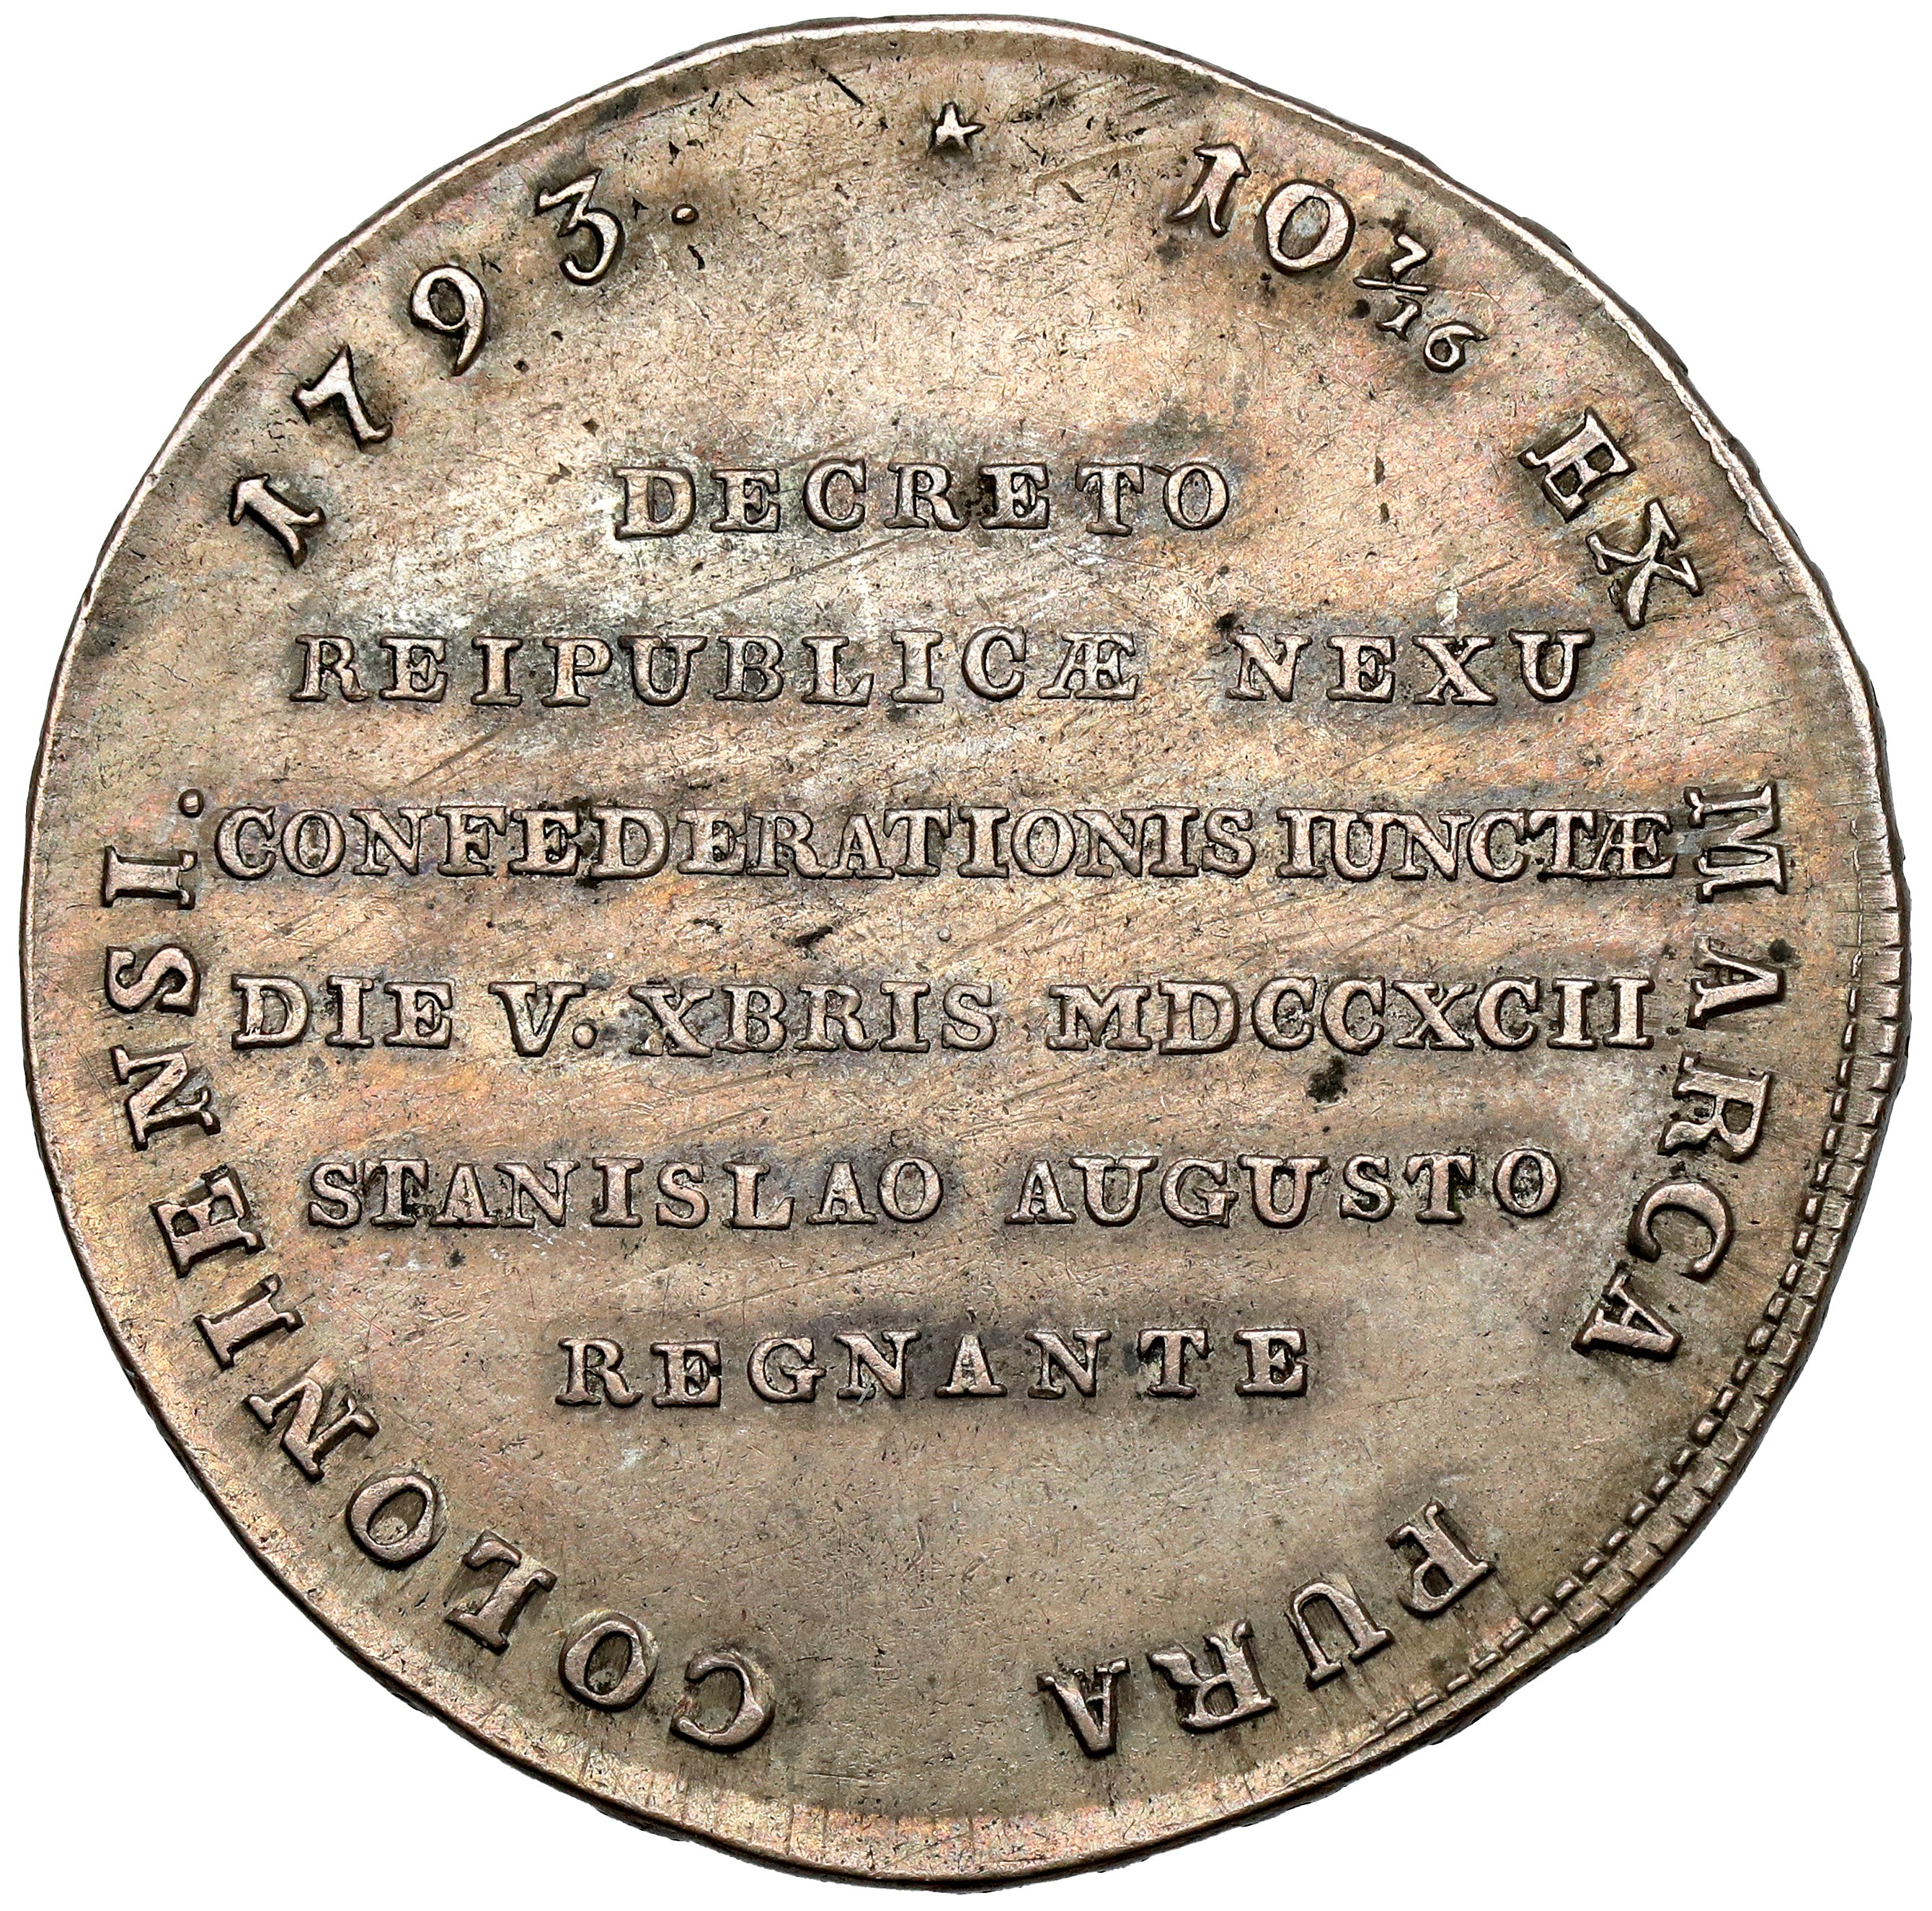 10 7/16 EX MARCA PURA COLONIENSI. 1793.
DECRETO
REIPUBLICÆ NEXU
CONFEDERATIONIS IUNCTÆ
DIE V. XBRIS MDCCXCII
STANISLAO AUGUSTO
REGNANTE